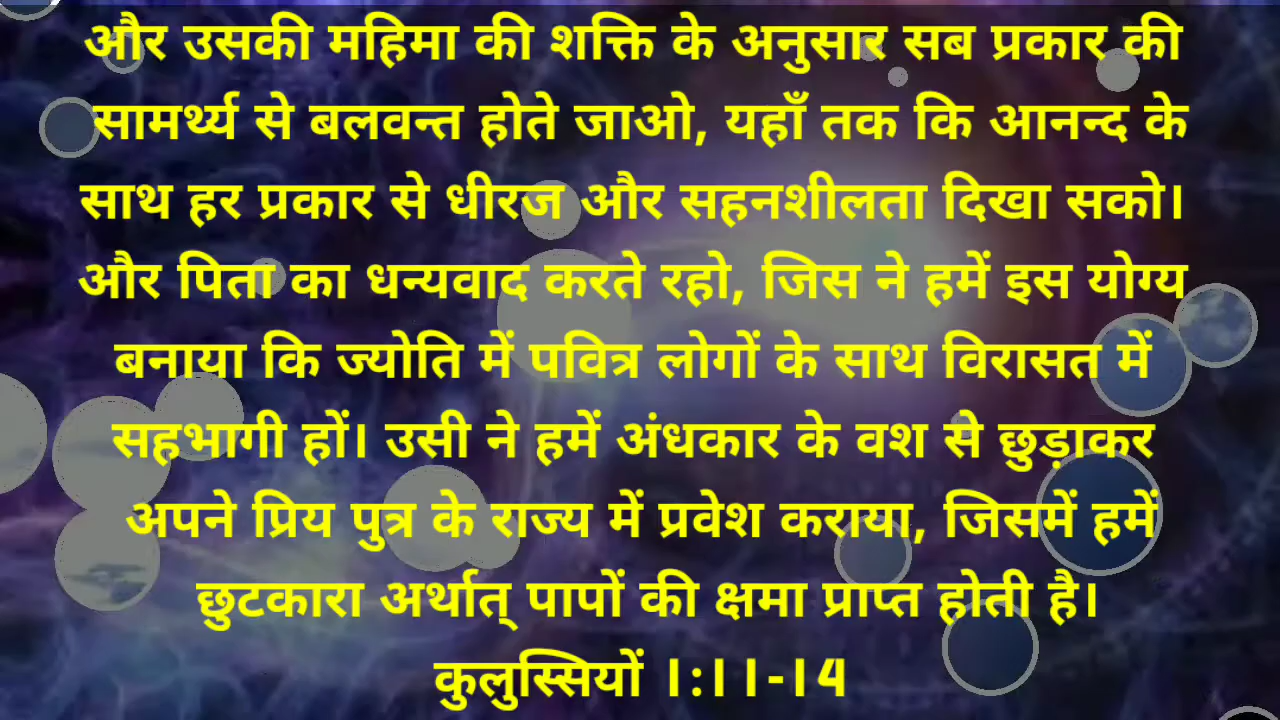 और उसकी महिमा की शक्ति के अनुसार सब प्रकार की
सामर्थ्य से बलवन्त होते जाओ, यहाँ तक कि आनन्द के
साथ हर प्रकार से धीरज और सहनशीलता दिखा सको।
और पिता का धन्यवाद करते रहो, जिस ने हमें इस योग्य
बनाया कि ज्योति में पवित्र लोगों के साथ विरासत में
सहभागी हों। उसी ने हमें अंधकार के वश से छुड़ाकर
अपने प्रिय पुत्र के राज्य में प्रवेश कराया, जिसमें हमें
छुटकारा अर्थात् पापों की क्षमा प्राप्त होती है।
कुलुस्सियों 1:11-14